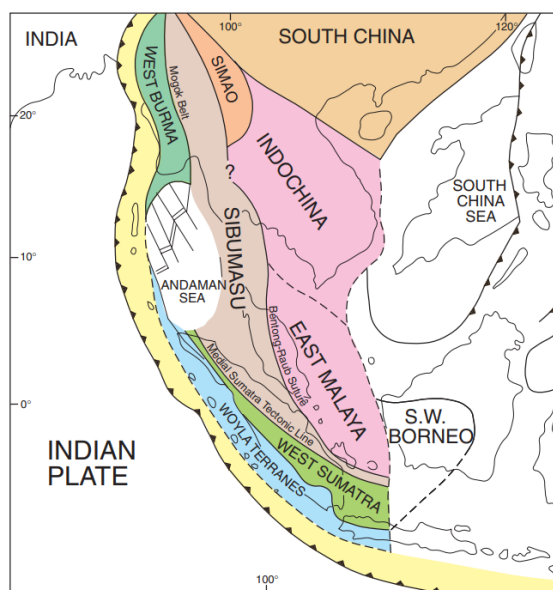 100°
120°
INDIA
SOUTH CHINA
WEST BURMA
Mogok Belt
SIMAO
20°
INDOCHINA
?
SOUTH
CHINA
SEA
SIBUMASU
10°
ANDAMAN
SEA
EAST MALAYA
Bentong-Raub Suture
Medial Sumatra Tectonic Line
0°
S.W.
BORNEO
WOYLA TERRANES
WEST SUMATRA
INDIAN
PLATE
100°